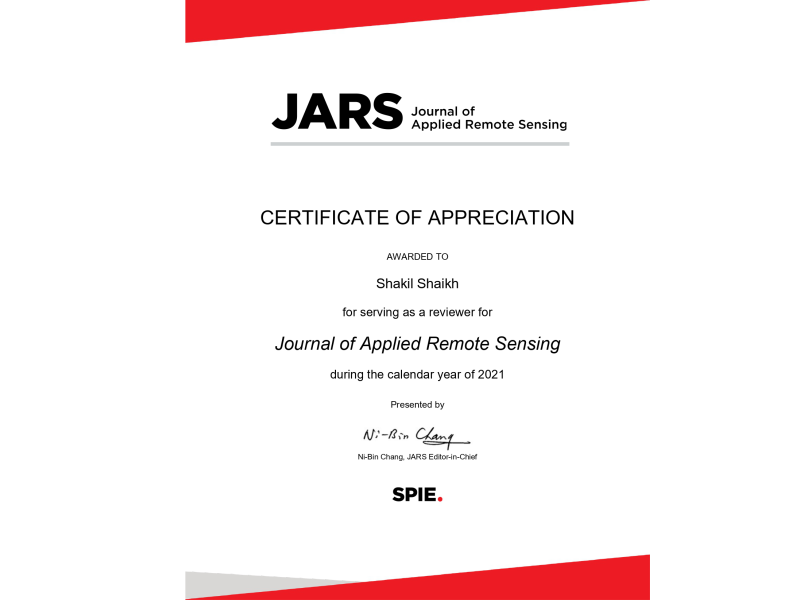 JARS Journal of
Applied Remote Sensing
CERTIFICATE OF APPRECIATION
AWARDED TO
Shakil Shaikh
for serving as a reviewer for
Journal of Applied Remote Sensing
during the calendar year of 2021
Presented by
Ni-Bin Chang
Ni-Bin Chang, JARS Editor-in-Chief
SPIE.